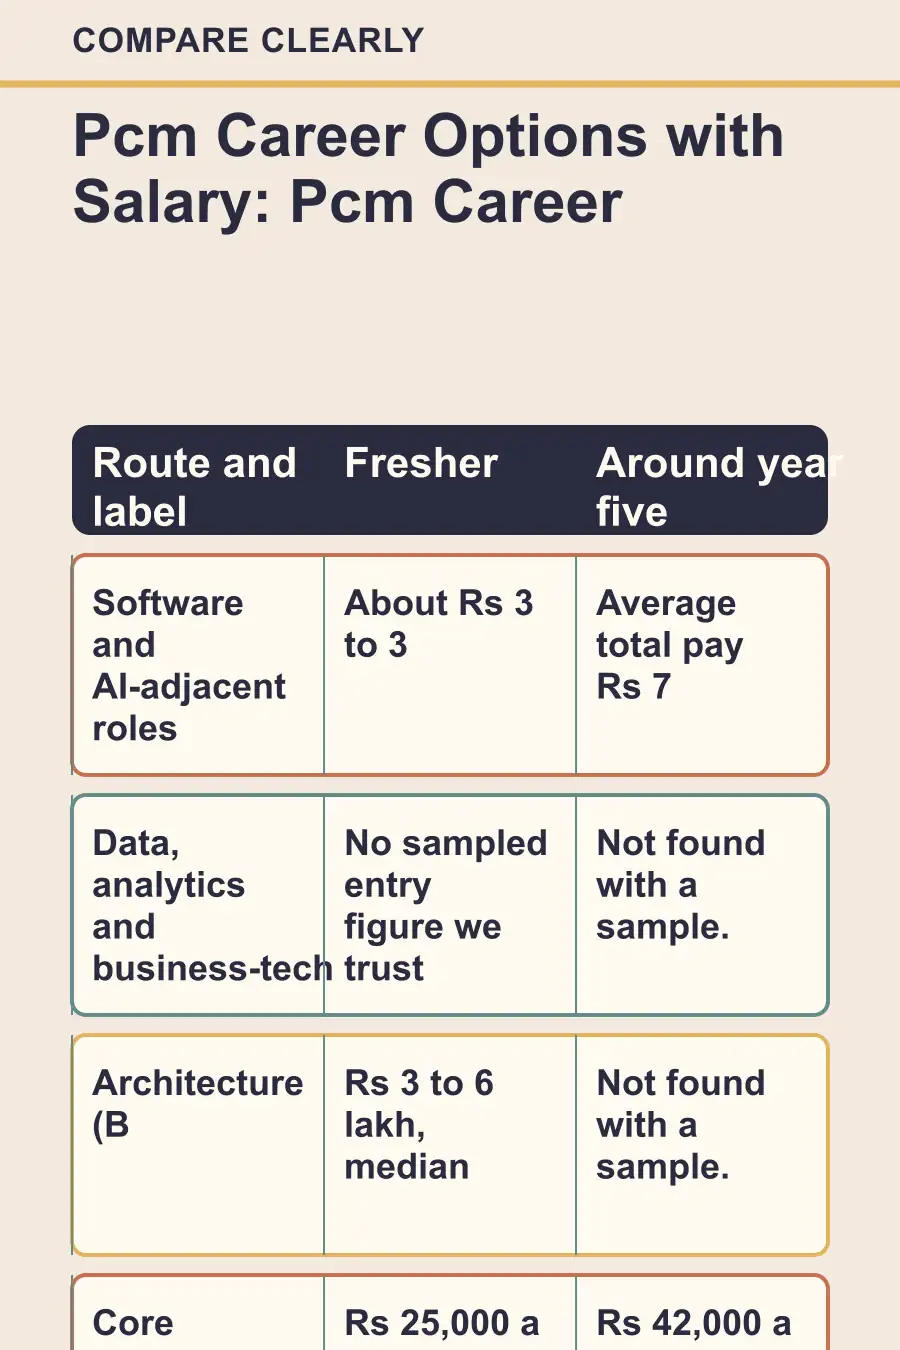 COMPARE CLEARLY
Pcm Career Options with
Salary: Pcm Career
Route and
label
Fresher
Around year
five
Software
and
AI-adjacent
roles
About Rs 3
to 3
Average
total pay
Rs 7
Data,
analytics
and
business-tech
No sampled
entry
figure we
trust
Not found
with a
sample.
Architecture
(B
Rs 3 to 6
lakh,
median
Not found
with a
sample.
Core
Rs 25,000 a
Rs 42,000 a